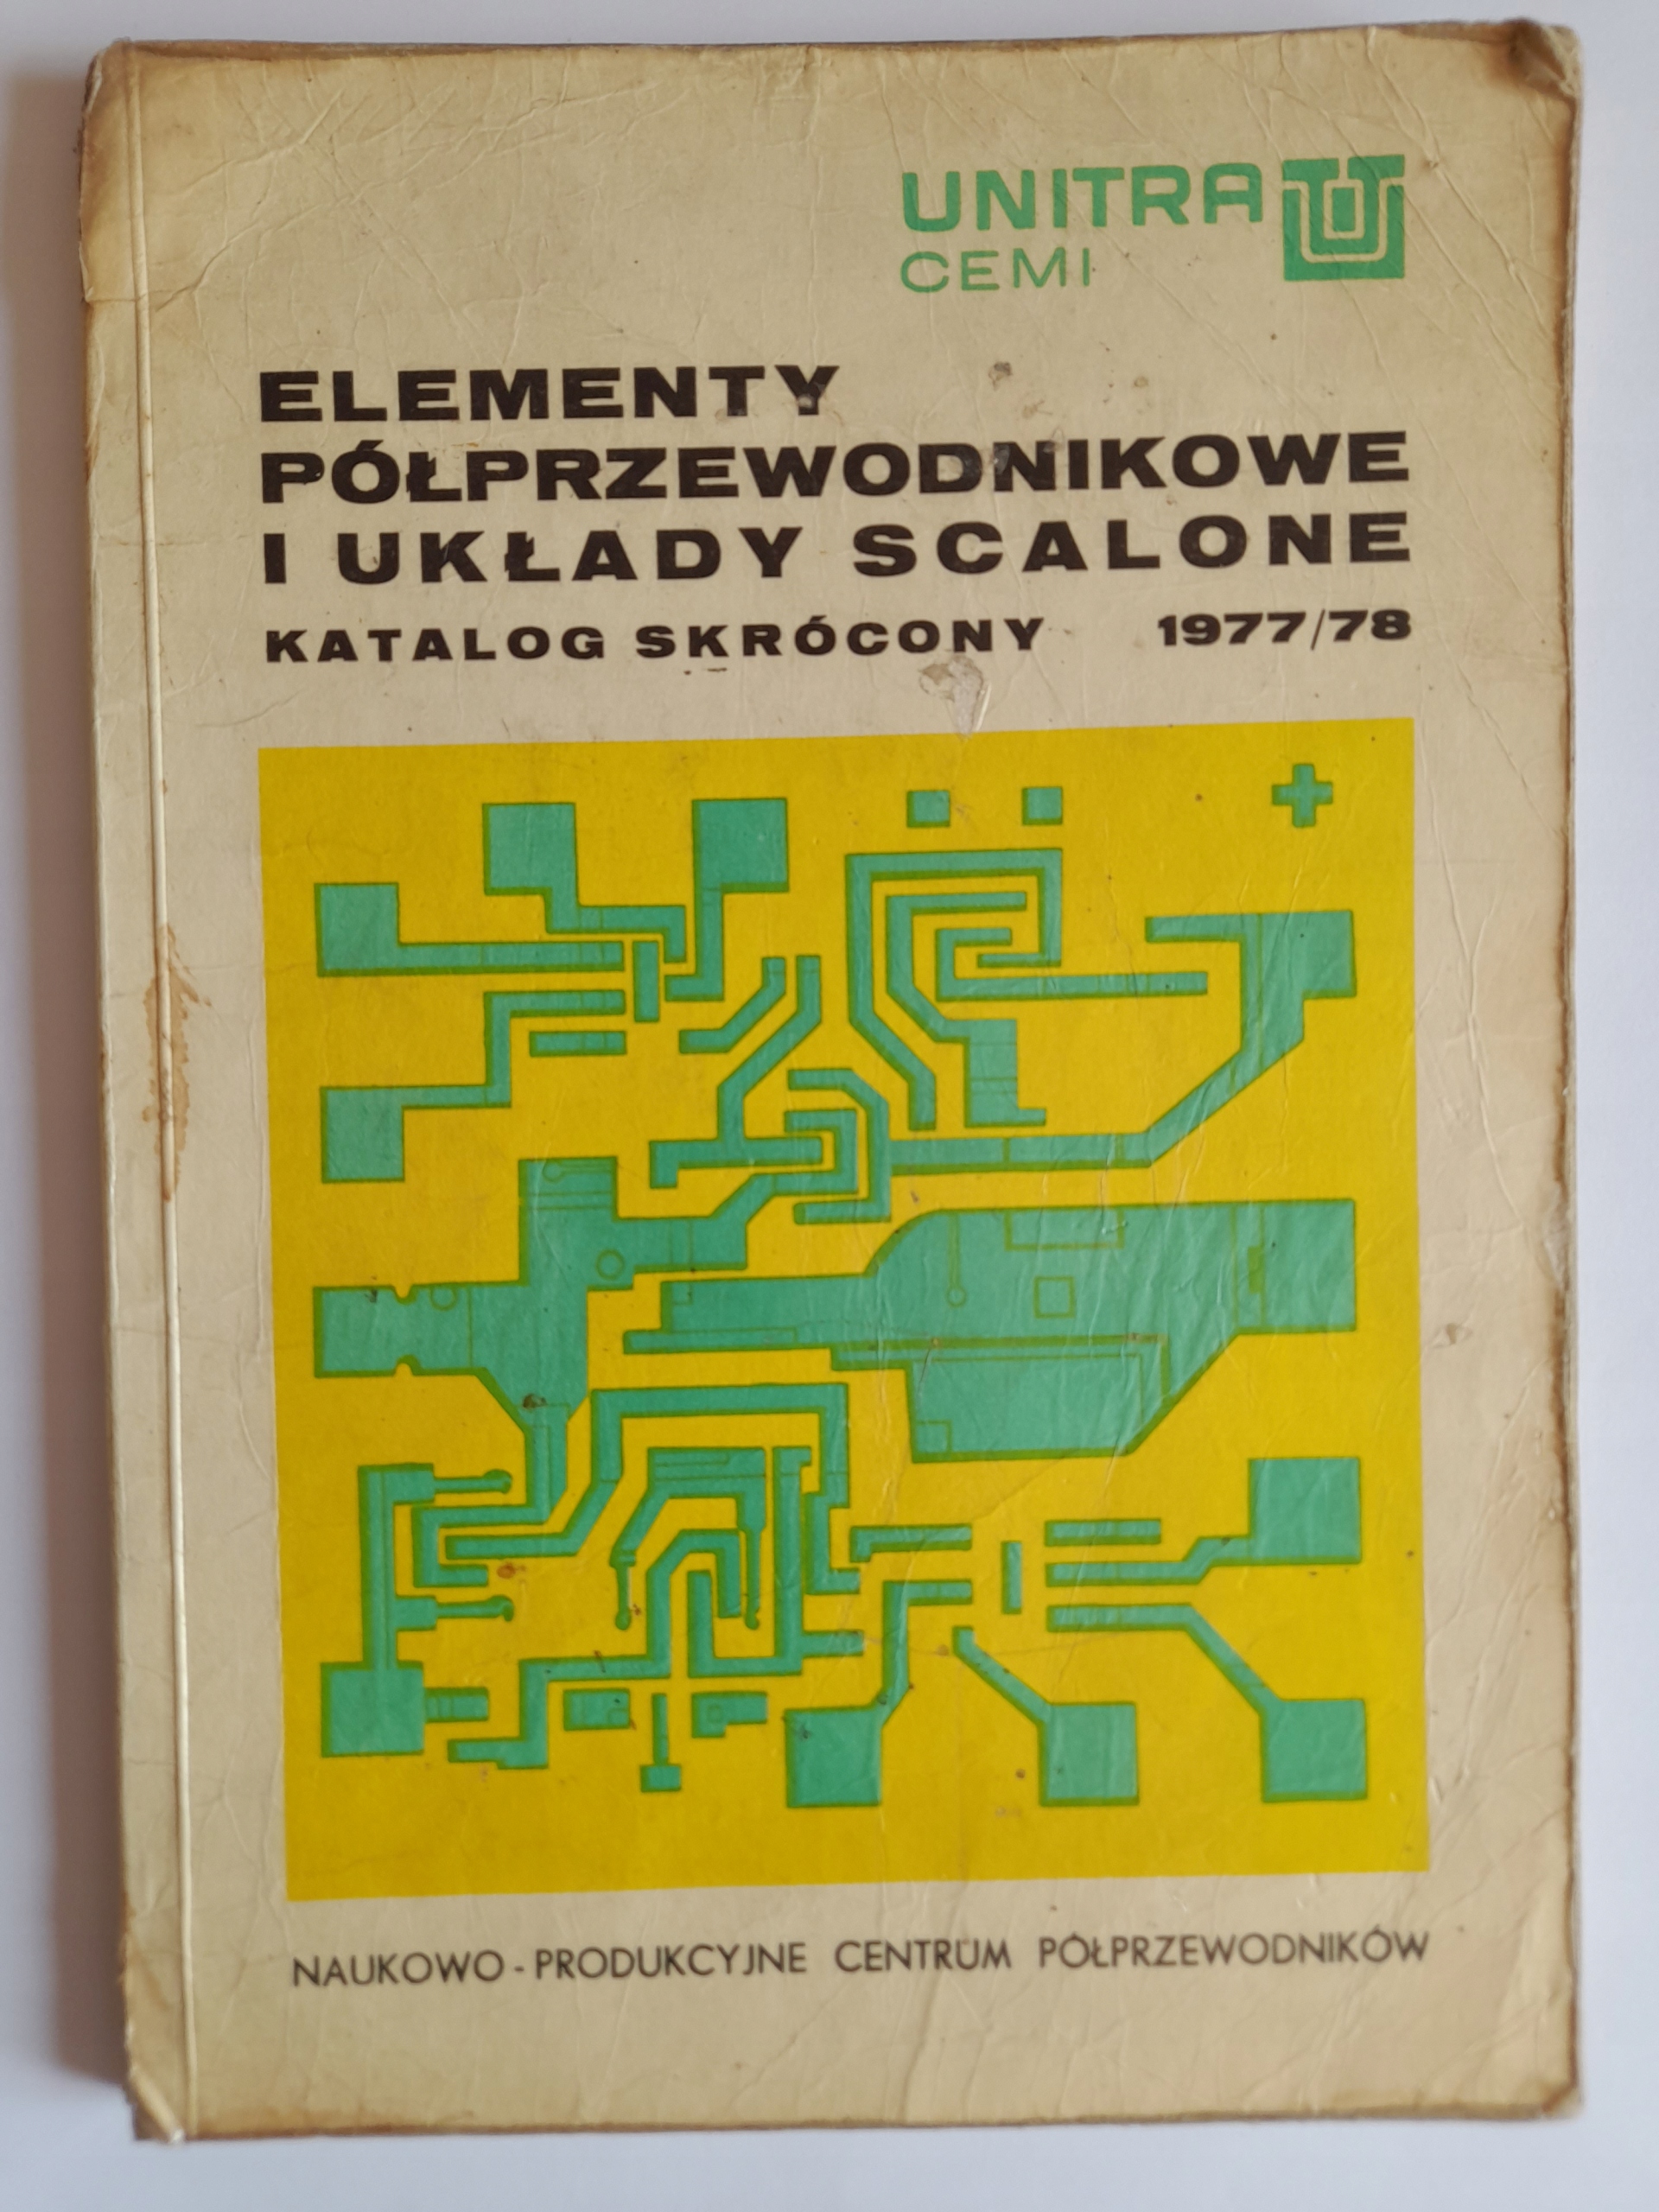 UNITRA
CEMI
ELEMENTY
PÓŁPRZEWODNIKOWE
I UKŁADY SCALONE
KATALOG SKRÓCONY 1977/78
NAUKOWO-PRODUKCYJNE CENTRUM PÓŁPRZEWODNIKÓW